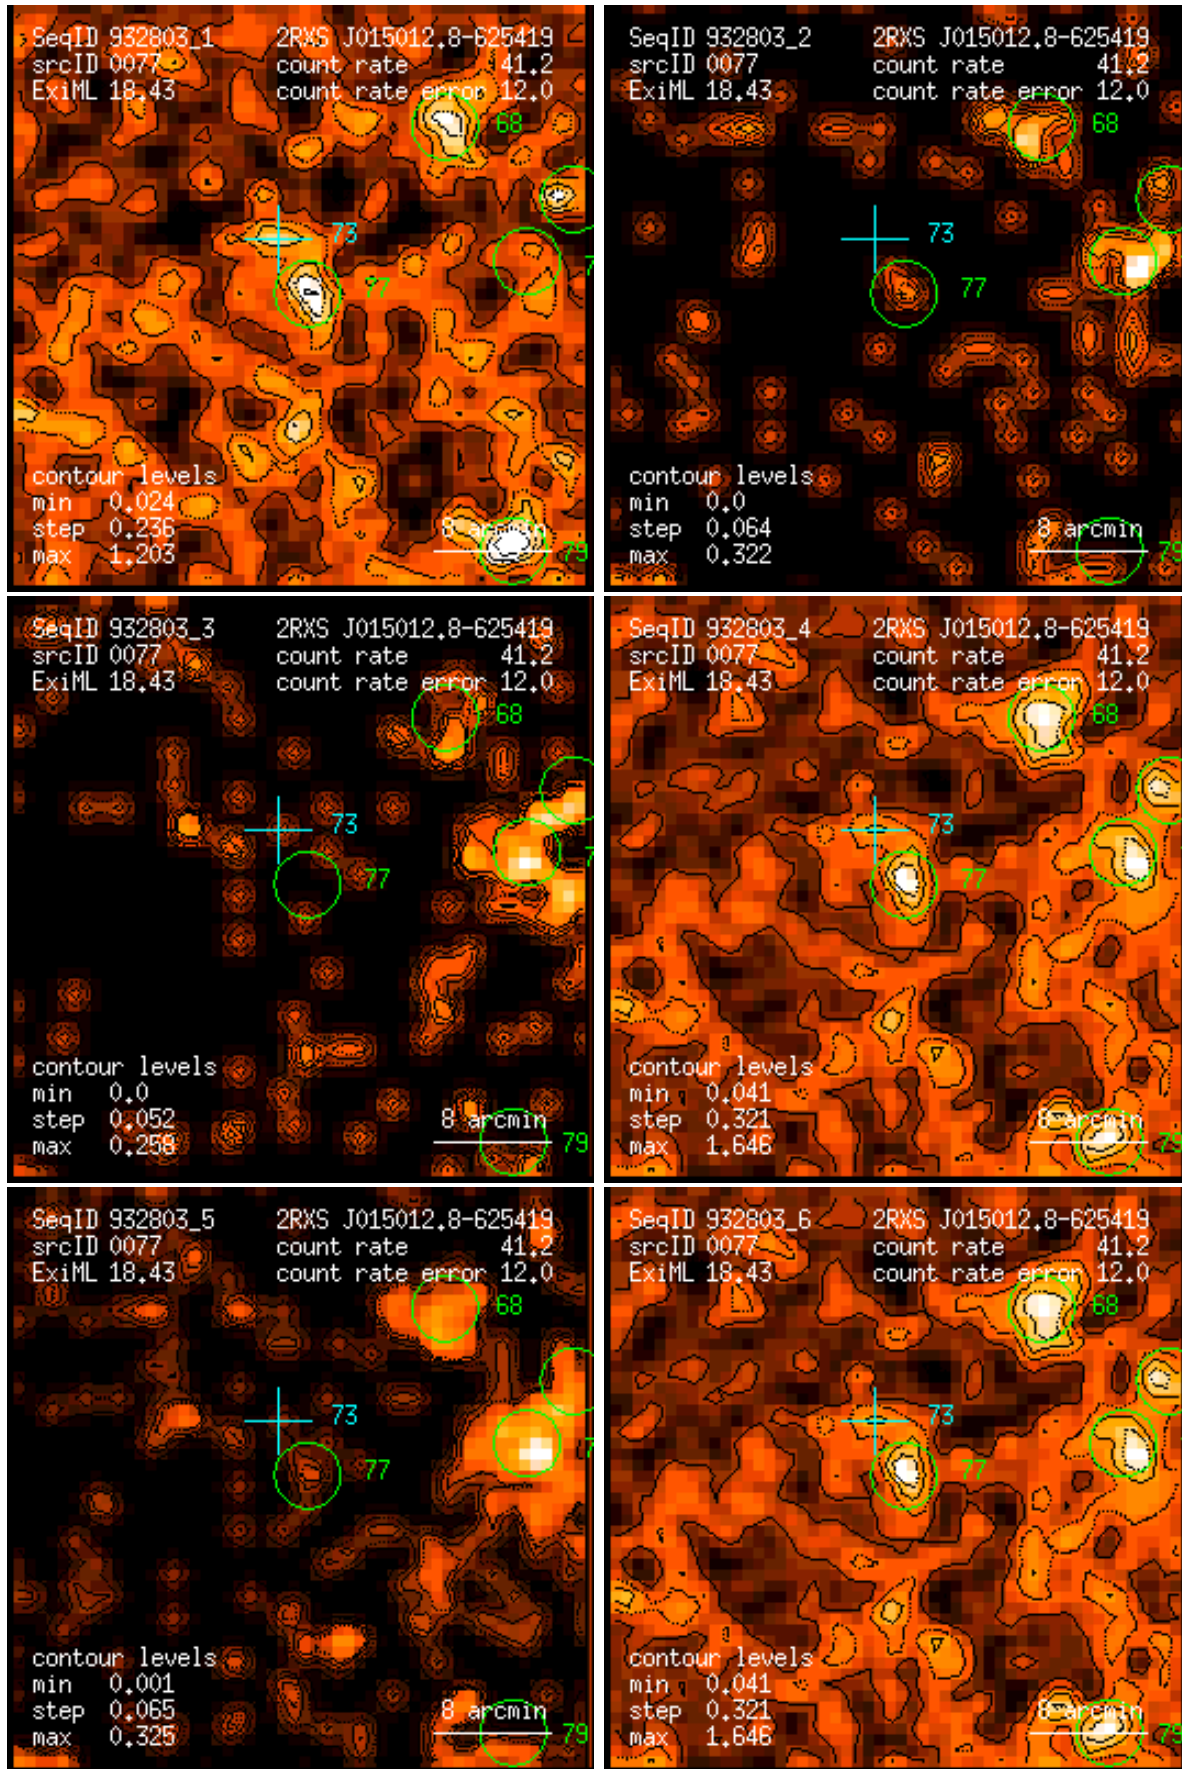 SeqID 932803_1 2RXS J015012.8-625419
srcID 0077 count rate 41.2
ExiML 18.43 count rate error 12.0
68
73
77
contour levels
min 0.024
step 0.236 8 arcmin
max 1.203 79
SeqID 932803_2 2RXS J015012.8-625419
srcID 0077 count rate 41.2
ExiML 18.43 count rate error 12.0
68
73
77
contour levels
min 0.0
step 0.064 8 arcmin
max 0.322 79
SeqID 932803_3 2RXS J015012.8-625419
srcID 0077 count rate 41.2
ExiML 18.43 count rate error 12.0
68
73
77
contour levels
min 0.0
step 0.052 8 arcmin
max 0.258 79
SeqID 932803_4 2RXS J015012.8-625419
srcID 0077 count rate 41.2
ExiML 18.43 count rate error 12.0
68
73
77
contour levels
min 0.041
step 0.321 8 arcmin
max 1.646 79
SeqID 932803_5 2RXS J015012.8-625419
srcID 0077 count rate 41.2
ExiML 18.43 count rate error 12.0
68
73
77
contour levels
min 0.001
step 0.065 8 arcmin
max 0.325 79
SeqID 932803_6 2RXS J015012.8-625419
srcID 0077 count rate 41.2
ExiML 18.43 count rate error 12.0
68
73
77
contour levels
min 0.041
step 0.321 8 arcmin
max 1.646 79